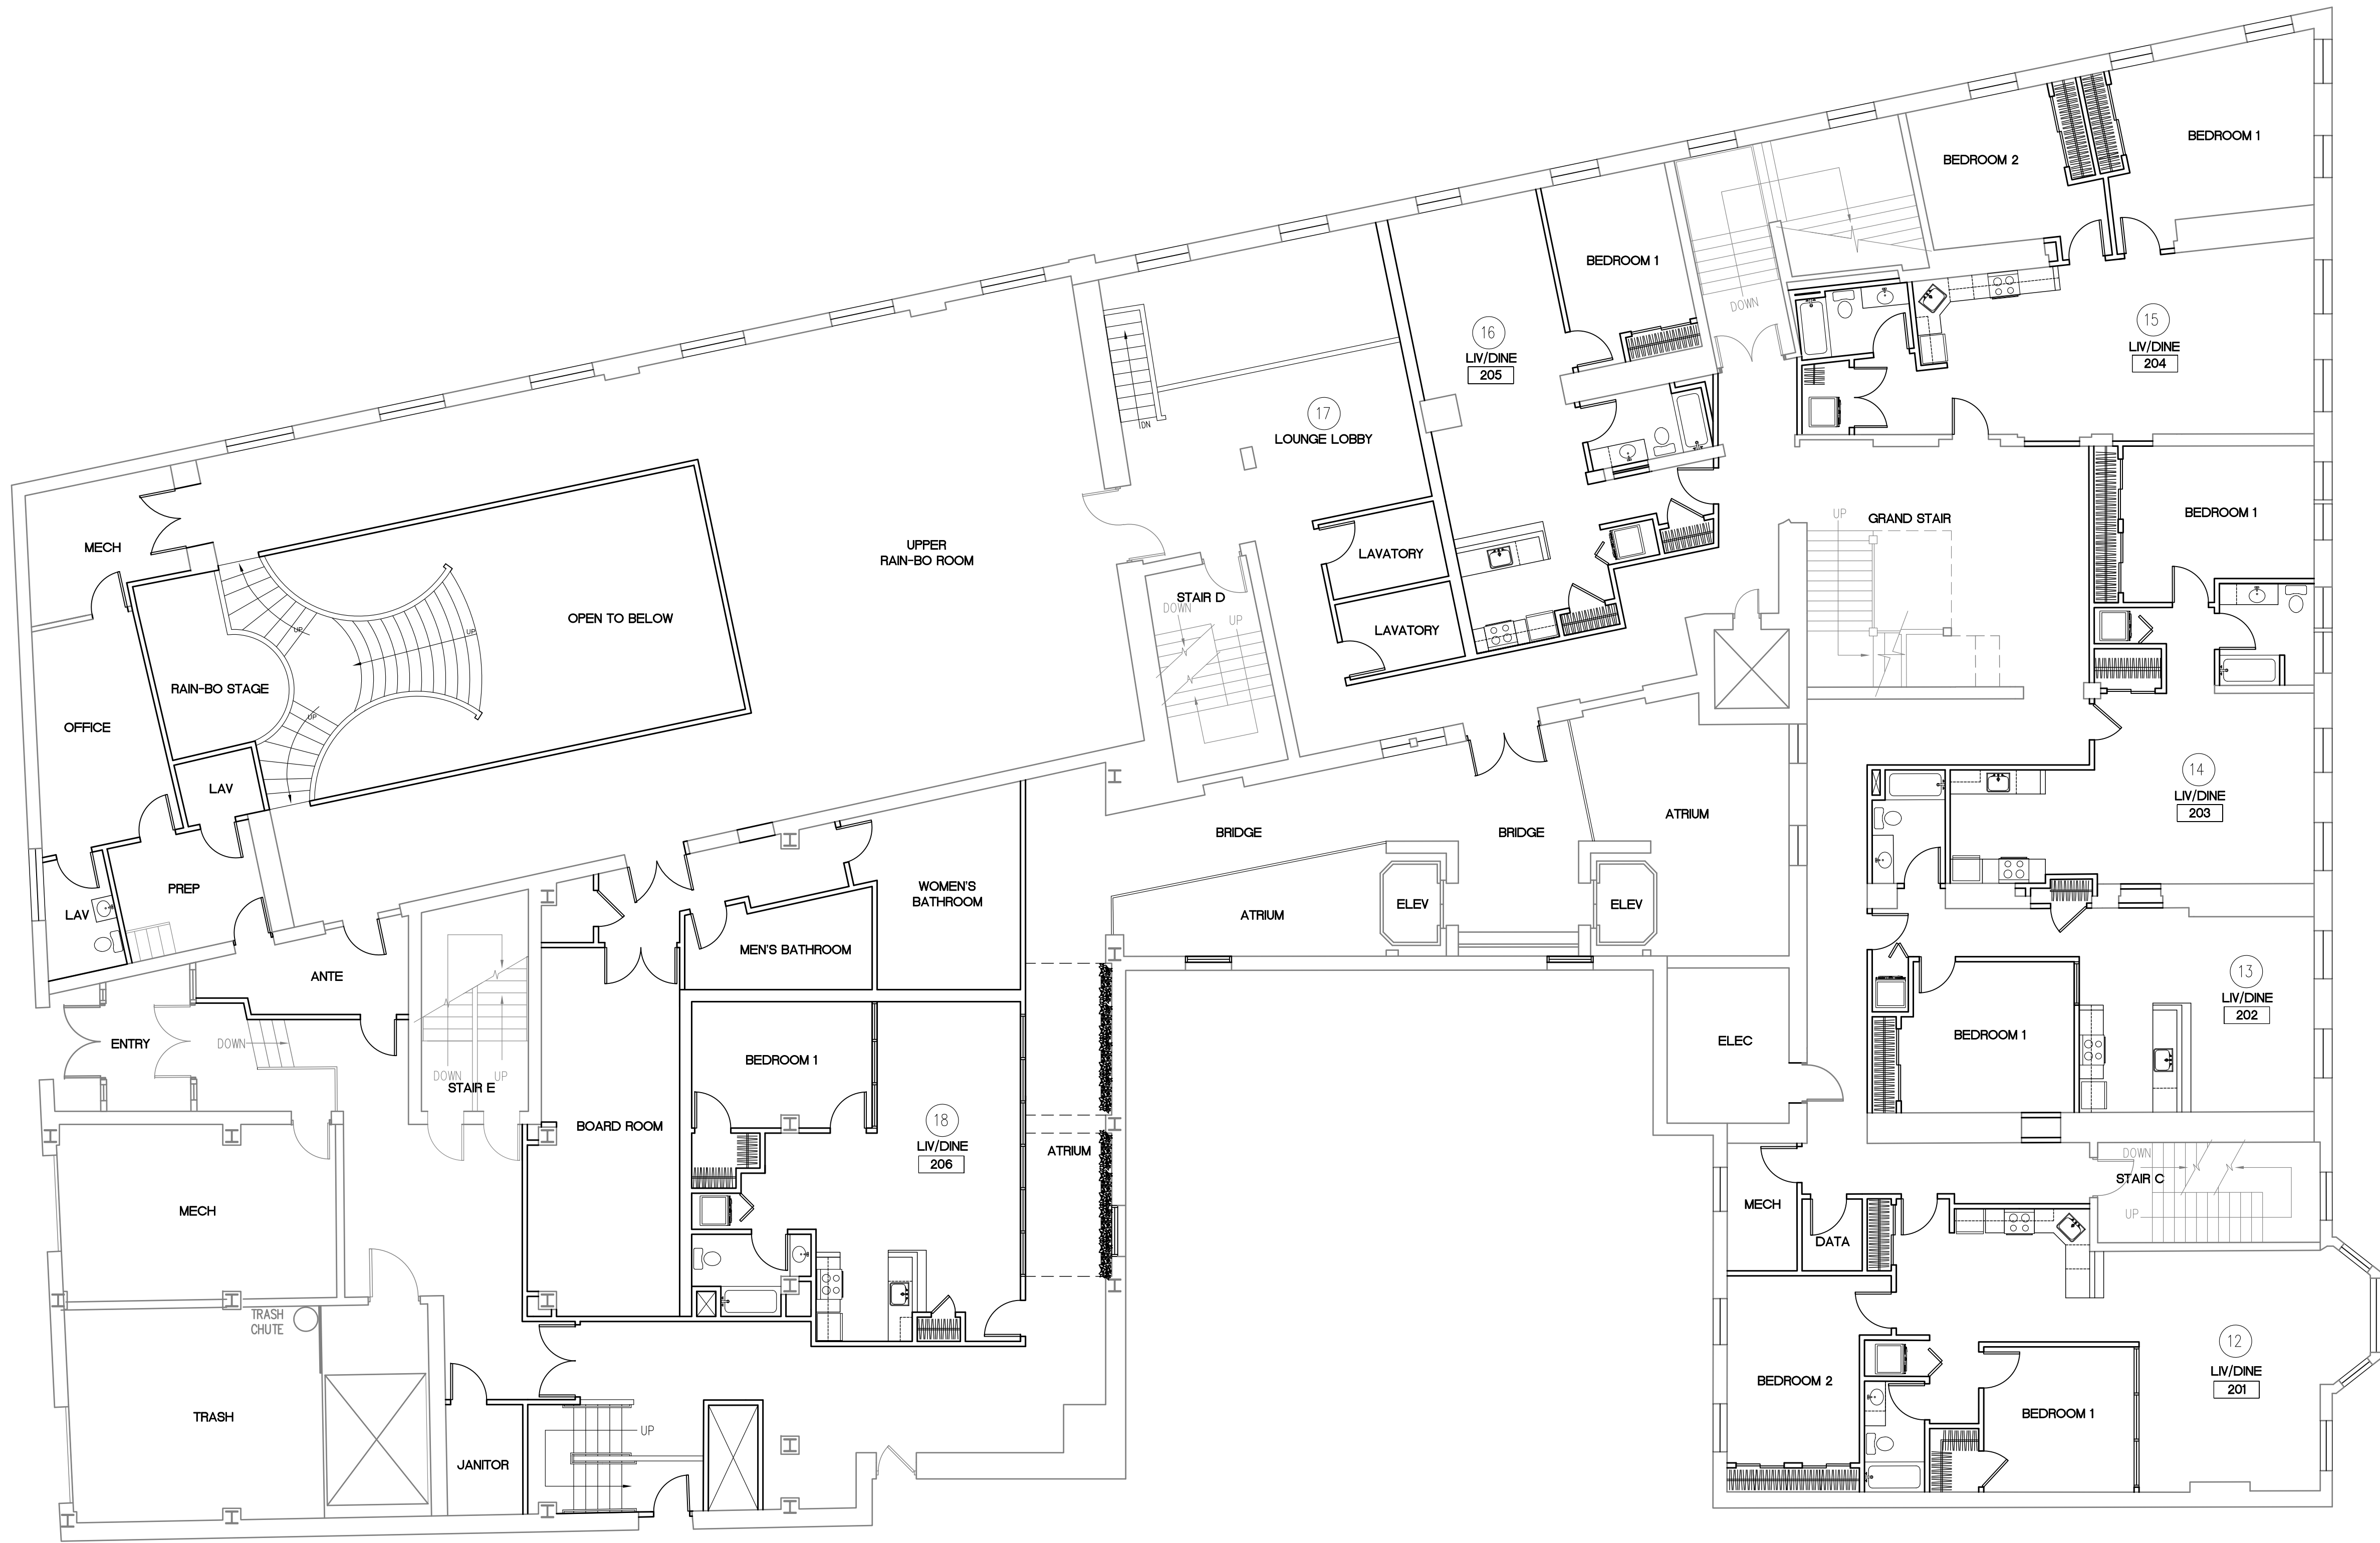 BEDROOM 1
BEDROOM 2
BEDROOM 1
DOWN
15
LIV/DINE
204
16
LIV/DINE
205
17
LOUNGE LOBBY
DN
BEDROOM 1
UP
GRAND STAIR
MECH
UPPER
RAIN-BO ROOM
LAVATORY
STAIR D
DOWN
UP
OPEN TO BELOW
UP
UP
LAVATORY
RAIN-BO STAGE
UP
OFFICE
14
LIV/DINE
203
LAV
ATRIUM
BRIDGE
BRIDGE
PREP
WOMEN'S
BATHROOM
LAV
ELEV
ELEV
ATRIUM
MEN'S BATHROOM
ANTE
13
LIV/DINE
202
ENTRY
DOWN
BEDROOM 1
ELEC
BEDROOM 1
DOWN
UP
STAIR E
BOARD ROOM
18
LIV/DINE
206
ATRIUM
DOWN
STAIR C
UP
MECH
MECH
DATA
TRASH
CHUTE
12
LIV/DINE
201
BEDROOM 2
TRASH
BEDROOM 1
UP
JANITOR